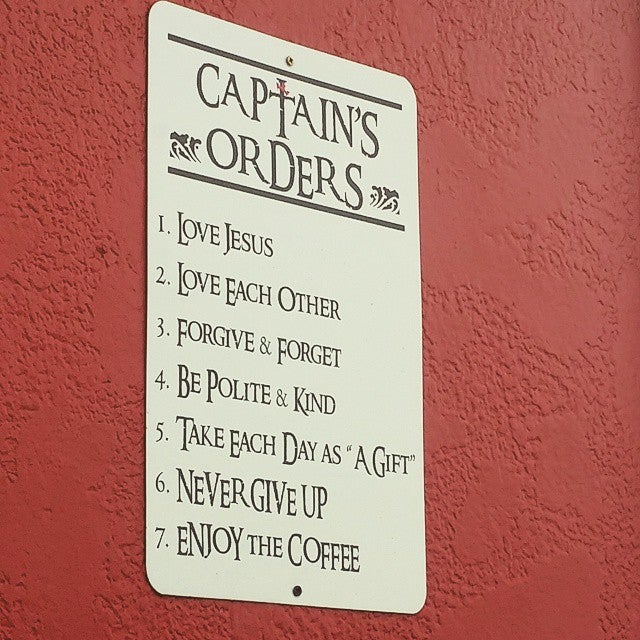 CAPTAIN'S
ORDERS
1. LOVE JESUS
2. LOVE EACH OTHER
3. FORGIVE & FORGET
4. BE POLITE & KIND
5. TAKE EACH DAY AS "A GIFT"
6. NEVER GIVE UP
7. ENJOY THE COFFEE